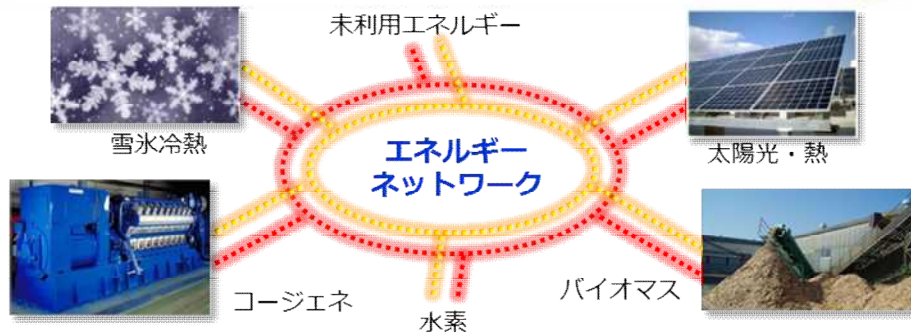 未利用エネルギー
雪氷冷熱
太陽光・熱
エネルギー
ネットワーク
コージェネ
バイオマス
水素